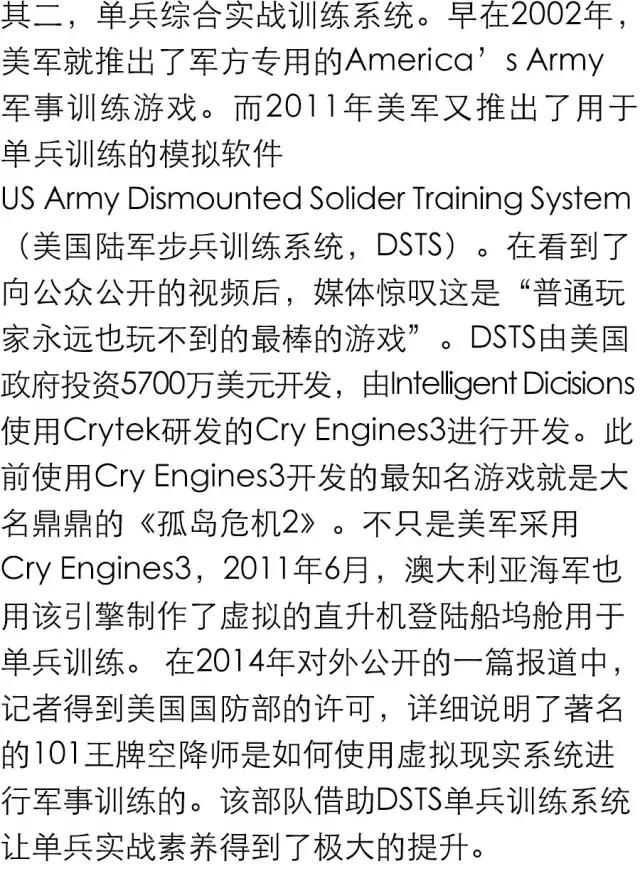 其二，单兵综合实战训练系统。早在2002年，
美军就推出了军方专用的America’s Army
军事训练游戏。而2011年美军又推出了用于
单兵训练的模拟软件
US Army Dismounted Solider Training System
（美国陆军步兵训练系统，DSTS）。在看到了
向公众公开的视频后，媒体惊叹这是“普通玩
家永远也玩不到的最棒的游戏”。DSTS由美国
政府投资5700万美元开发，由Intelligent Dicisions
使用Crytek研发的Cry Engines3进行开发。此
前使用Cry Engines3开发的最知名游戏就是大
名鼎鼎的《孤岛危机2》。不只是美军采用
Cry Engines3，2011年6月，澳大利亚海军也
用该引擎制作了虚拟的直升机登陆船坞舱用于
单兵训练。 在2014年对外公开的一篇报道中，
记者得到美国国防部的许可，详细说明了著名
的101王牌空降师是如何使用虚拟现实系统进
行军事训练的。该部队借助DSTS单兵训练系统
让单兵实战素养得到了极大的提升。